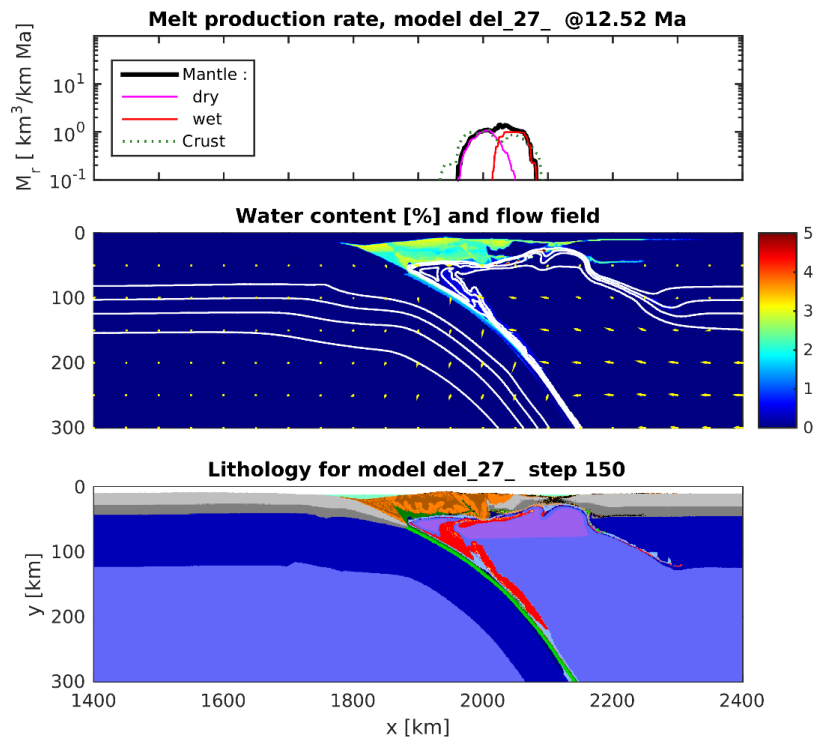 Melt production rate, model del_27_ @12.52 Ma
M_r [ km^3/km Ma]
10^1
10^0
10^-1
Mantle :
dry
wet
Crust
Water content [%] and flow field
0
100
200
300
5
4
3
2
1
0
Lithology for model del_27_ step 150
y [km]
0
100
200
300
1400
1600
1800
2000
2200
2400
x [km]